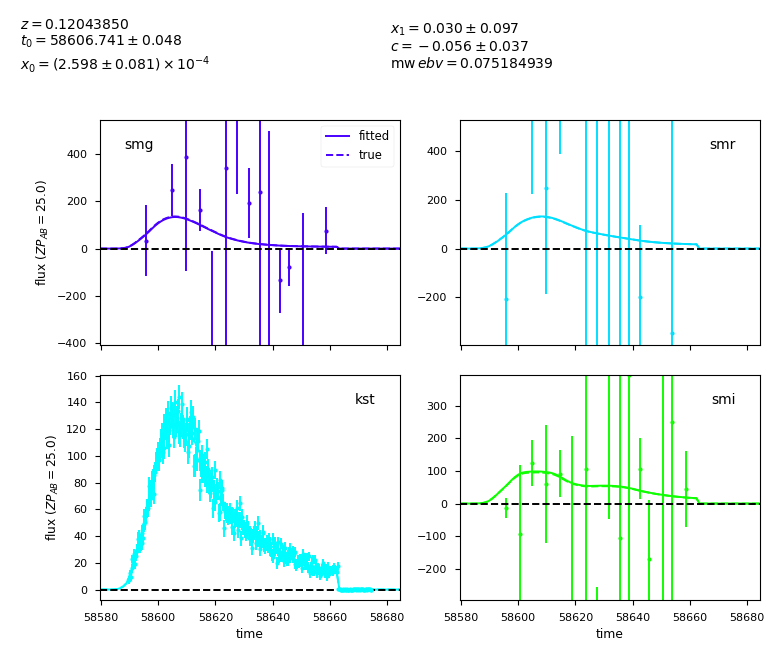 z = 0.12043850
t₀ = 58606.741 ± 0.048
x₀ = (2.598 ± 0.081) × 10⁻⁴
x₁ = 0.030 ± 0.097
c = −0.056 ± 0.037
mw ebv = 0.075184939
smg
fitted
true
400
200
0
−200
−400
flux (ZP_AB = 25.0)
smr
400
200
0
−200
kst
160
140
120
100
80
60
40
20
0
flux (ZP_AB = 25.0)
58580 58600 58620 58640 58660 58680
time
smi
300
200
100
0
−100
−200
58580 58600 58620 58640 58660 58680
time